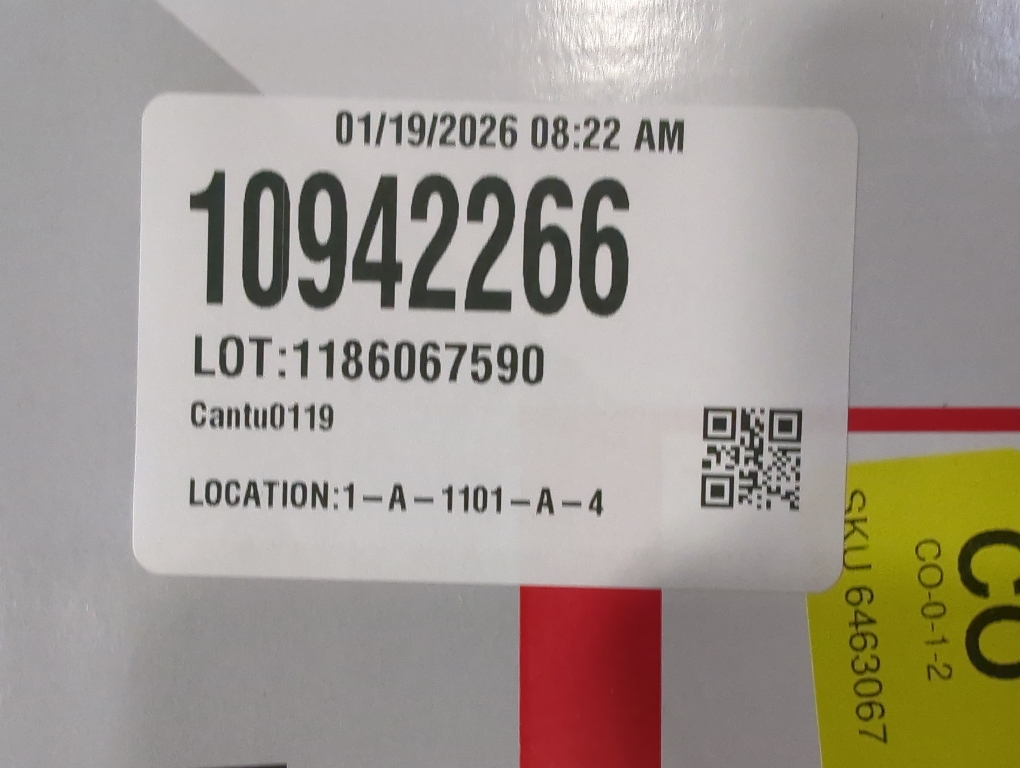 01/19/2026 08:22 AM
10942266
LOT:1186067590
Cantu0119
LOCATION:1-A-1101-A-4
CO
CO-0-1-2
SKU 6463067